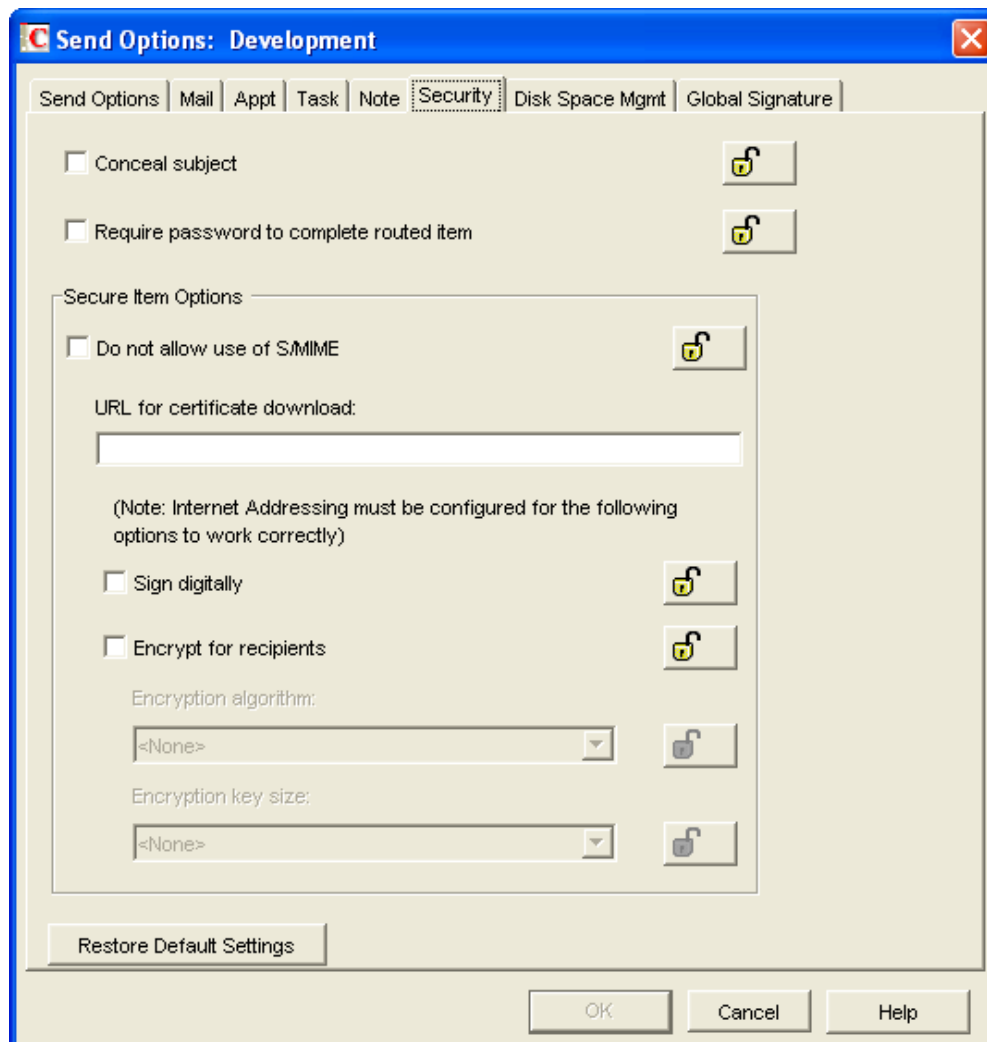 C Send Options: Development
Send Options Mail Appt Task Note Security Disk Space Mgmt Global Signature
Conceal subject
Require password to complete routed item
Secure Item Options
Do not allow use of S/MIME
URL for certificate download:
(Note: Internet Addressing must be configured for the following
options to work correctly)
Sign digitally
Encrypt for recipients
Encryption algorithm:
<None>
Encryption key size:
<None>
Restore Default Settings
OK Cancel Help